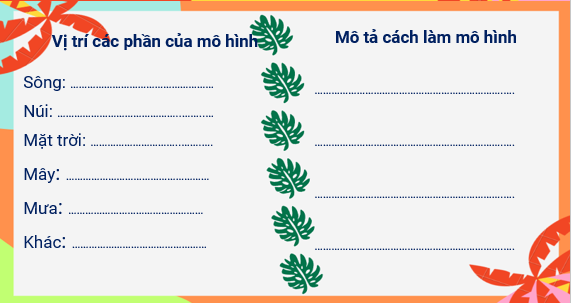 Vị trí các phần của mô hình
Sông: ................................................
Núi: ......................................................
Mặt trời: ..........................................
Mây: ................................................
Mưa: .............................................
Khác: .............................................
Mô tả cách làm mô hình
....................................................................
....................................................................
....................................................................
....................................................................